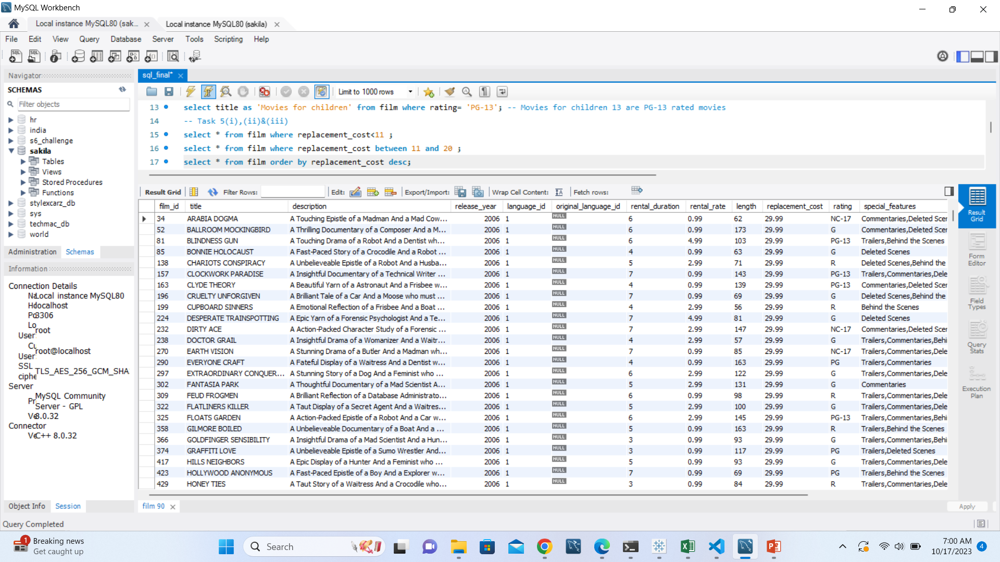 MySQL Workbench
Local instance MySQL80 (sak...
Local instance MySQL80 (sakila)
File Edit View Query Database Server Tools Scripting Help
Navigator
SCHEMAS
Filter objects
hr
india
s6_challenge
sakila
Tables
Views
Stored Procedures
Functions
stylexcarz_db
sys
techmac_db
world
Administration Schemas
Information
Connection Details
Local instance MySQL80
localhost
3306
root
User
root@localhost
User
SSL
ciphe TLS_AES_256_GCM_SHA
Server
MySQL Community
Server - GPL
8.0.32
Connector
C++ 8.0.32
Object Info Session
Query Completed
sql_final*
Limit to 1000 rows
13 select title as 'Movies for children' from film where rating= 'PG-13'; -- Movies for children 13 are PG-13 rated movies
14 -- Task 5(i),(ii)&(iii)
15 select * from film where replacement_cost<11 ;
16 select * from film where replacement_cost between 11 and 20 ;
17 select * from film order by replacement_cost desc;
Result Grid Filter Rows: Edit: Export/Import: Wrap Cell Content: Fetch rows:
film_id title description release_year language_id original_language_id rental_duration rental_rate length replacement_cost rating special_features
34 ARABIA DOGMA A Touching Epistle of a Madman And a Mad Cow... 2006 1 NULL 6 0.99 62 29.99 NC-17 Commentaries,Deleted Scer
52 BALLROOM MOCKINGBIRD A Thrilling Documentary of a Composer And a M... 2006 1 NULL 6 0.99 173 29.99 G Commentaries,Deleted Scer
81 BLINDNESS GUN A Touching Drama of a Robot And a Dentist wh... 2006 1 NULL 6 4.99 103 29.99 PG-13 Trailers,Behind the Scenes
85 BONNIE HOLOCAUST A Fast-Paced Story of a Crocodile And a Robot ... 2006 1 NULL 4 0.99 63 29.99 G Deleted Scenes
138 CHARIOTS CONSPIRACY A Unbelieveable Epistle of a Robot And a Husba... 2006 1 NULL 5 2.99 71 29.99 R Deleted Scenes,Behind the
157 CLOCKWORK PARADISE A Insightful Documentary of a Technical Writer ... 2006 1 NULL 7 0.99 143 29.99 PG-13 Trailers,Commentaries,Dele
163 CLYDE THEORY A Beautiful Yarn of a Astronaut And a Frisbee w... 2006 1 NULL 4 0.99 139 29.99 PG-13 Commentaries,Deleted Scer
196 CRUELTY UNFORGIVEN A Brilliant Tale of a Car And a Moose who must ... 2006 1 NULL 7 0.99 69 29.99 G Deleted Scenes,Behind the
199 CUPBOARD SINNERS A Emotional Reflection of a Frisbee And a Boat ... 2006 1 NULL 4 2.99 56 29.99 R Behind the Scenes
224 DESPERATE TRAINSPOTTING A Epic Yarn of a Forensic Psychologist And a Te... 2006 1 NULL 7 4.99 81 29.99 G Deleted Scenes
232 DIRTY ACE A Action-Packed Character Study of a Forensic ... 2006 1 NULL 7 2.99 147 29.99 NC-17 Commentaries,Deleted Scer
238 DOCTOR GRAIL A Insightful Drama of a Womanizer And a Waitr... 2006 1 NULL 4 2.99 57 29.99 G Trailers,Commentaries,Behi
270 EARTH VISION A Stunning Drama of a Butler And a Madman wh... 2006 1 NULL 7 0.99 85 29.99 NC-17 Trailers,Commentaries,Dele
290 EVERYONE CRAFT A Fateful Display of a Waitress And a Dentist w... 2006 1 NULL 4 0.99 163 29.99 PG Trailers,Commentaries
297 EXTRAORDINARY CONQUER... A Stunning Story of a Dog And a Feminist who ... 2006 1 NULL 6 2.99 122 29.99 G Trailers,Commentaries,Dele
302 FANTASIA PARK A Thoughtful Documentary of a Mad Scientist A... 2006 1 NULL 5 2.99 131 29.99 G Commentaries
309 FEUD FROGMEN A Brilliant Reflection of a Database Administrato... 2006 1 NULL 6 0.99 98 29.99 R Trailers,Commentaries,Dele
322 FLATLINERS KILLER A Taut Display of a Secret Agent And a Waitres... 2006 1 NULL 5 2.99 100 29.99 G Trailers,Commentaries,Dele
325 FLOATS GARDEN A Action-Packed Epistle of a Robot And a Car w... 2006 1 NULL 6 2.99 145 29.99 PG-13 Trailers,Commentaries,Behi
358 GILMORE BOILED A Unbelieveable Documentary of a Boat And a ... 2006 1 NULL 5 0.99 163 29.99 R Trailers,Behind the Scenes
366 GOLDFINGER SENSIBILITY A Insightful Drama of a Mad Scientist And a Hun... 2006 1 NULL 3 0.99 93 29.99 G Trailers,Commentaries,Behi
374 GRAFFITI LOVE A Unbelieveable Epistle of a Sumo Wrestler And... 2006 1 NULL 3 0.99 117 29.99 PG Trailers,Deleted Scenes
417 HILLS NEIGHBORS A Epic Display of a Hunter And a Feminist who ... 2006 1 NULL 5 0.99 93 29.99 G Trailers,Commentaries,Dele
423 HOLLYWOOD ANONYMOUS A Fast-Paced Epistle of a Boy And a Explorer w... 2006 1 NULL 7 0.99 69 29.99 PG Trailers,Behind the Scenes
429 HONEY TIES A Taut Story of a Waitress And a Crocodile who... 2006 1 NULL 3 0.99 84 29.99 R Trailers,Commentaries,Dele
Result
Grid
Form
Editor
Field
Types
Query
Stats
Execution
Plan
film 90
Apply
1 Breaking news
Get caught up
Search
7:00 AM
10/17/2023
4